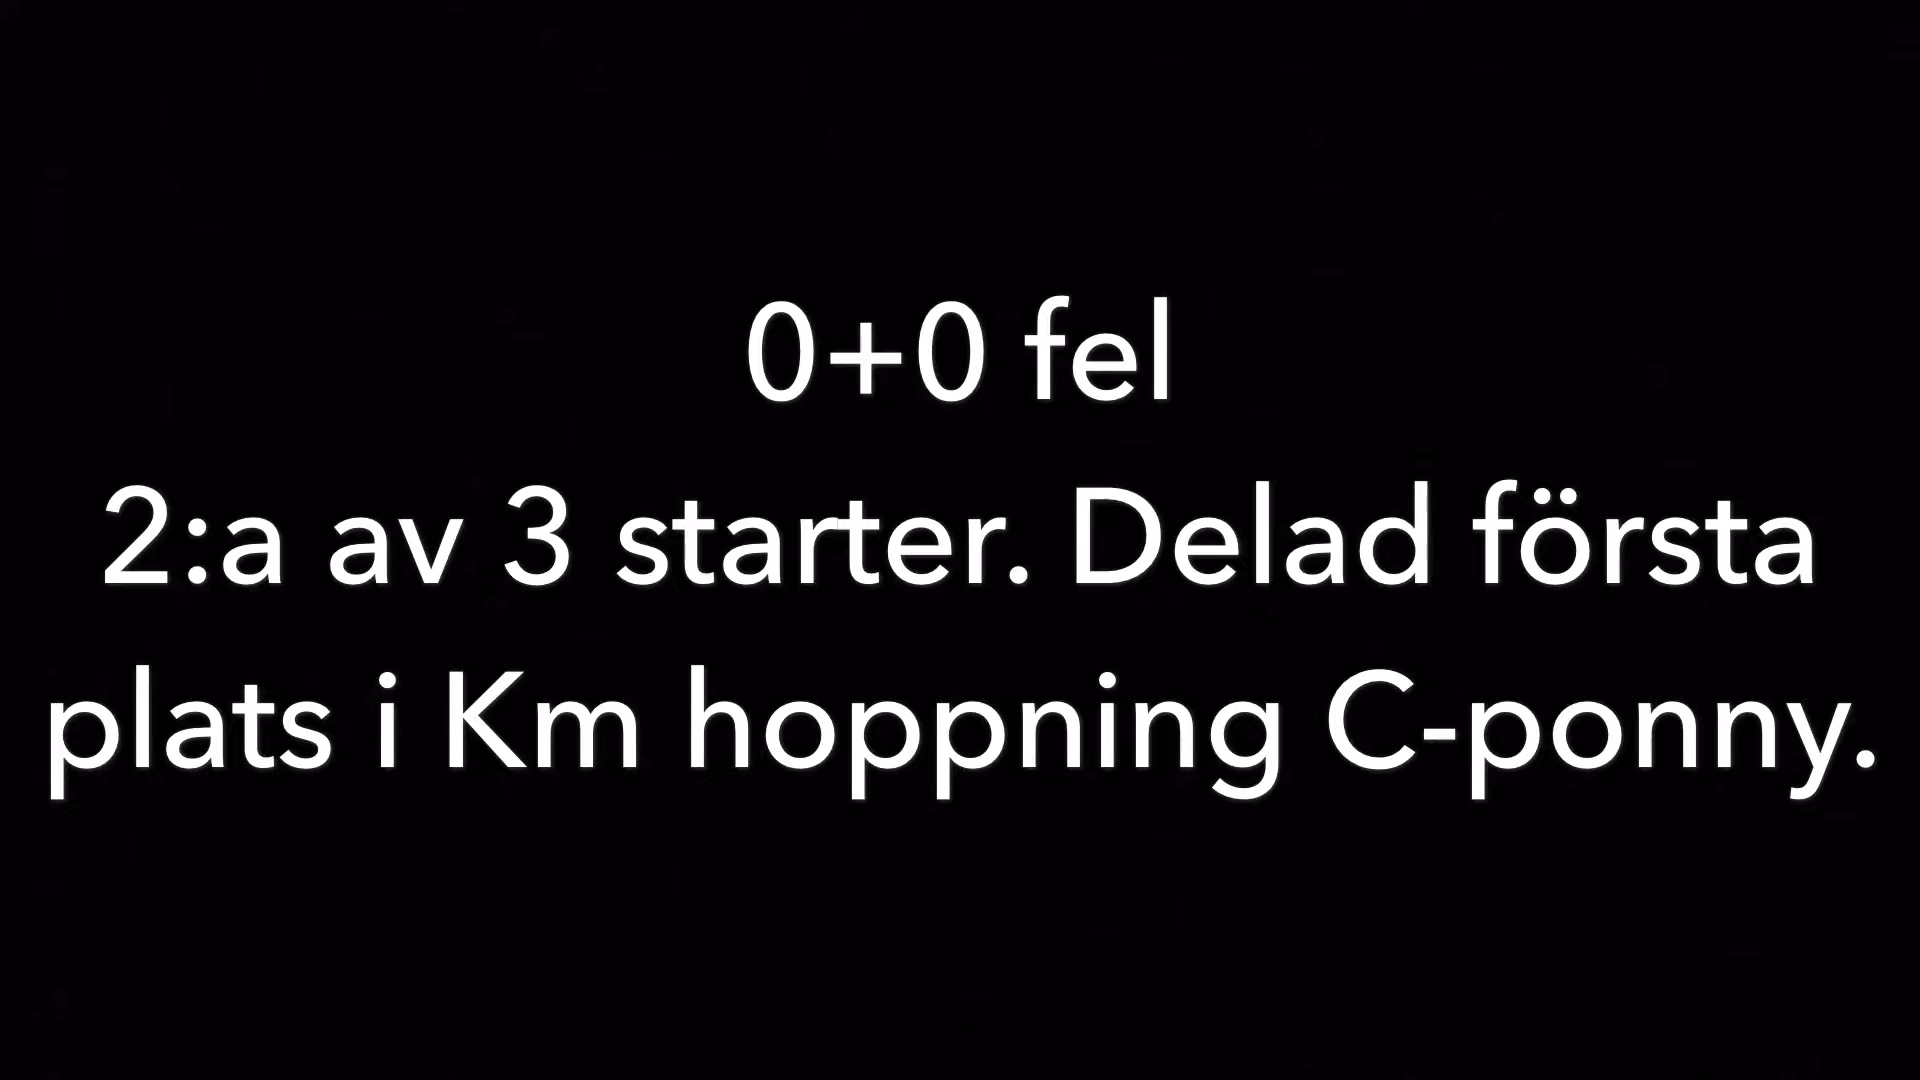 0+0 fel
2:a av 3 starter. Delad första
plats i Km hoppning C-ponny.